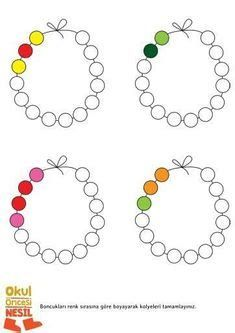 Okul
Öncesi
NESİL
Boncukları renk sırasına göre boyayarak kolyeleri tamamlayınız.